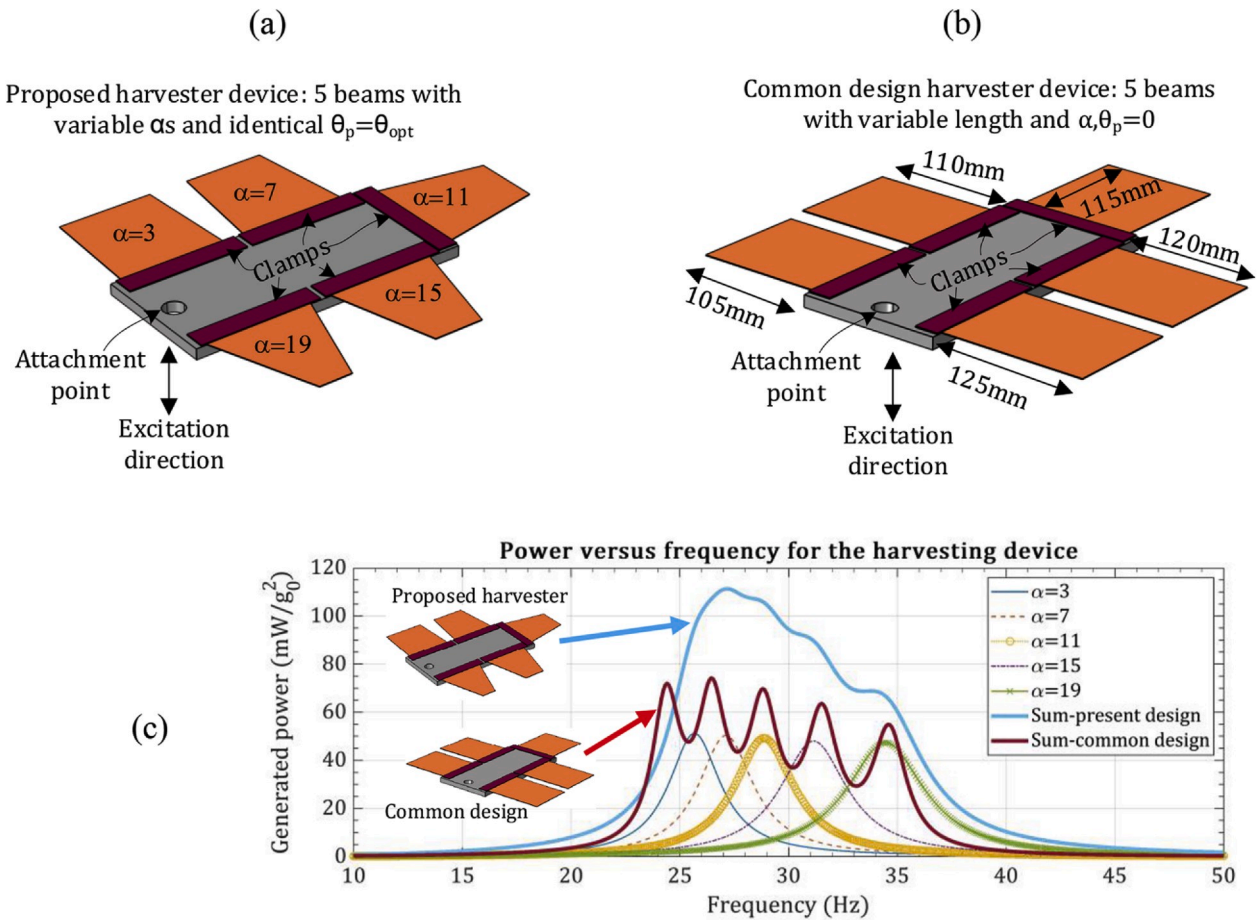 (a)
Proposed harvester device: 5 beams with
variable αs and identical θp=θopt
α=3
α=7
α=11
Clamps
α=15
α=19
Attachment
point
Excitation
direction
(b)
Common design harvester device: 5 beams
with variable length and α,θp=0
110mm
115mm
Clamps
120mm
105mm
Attachment
point
125mm
Excitation
direction
(c)
Power versus frequency for the harvesting device
Generated power (mW/g₀²)
120
100
80
60
40
20
0
10
15
20
25
30
35
40
45
50
Frequency (Hz)
Proposed harvester
Common design
α=3
α=7
α=11
α=15
α=19
Sum-present design
Sum-common design